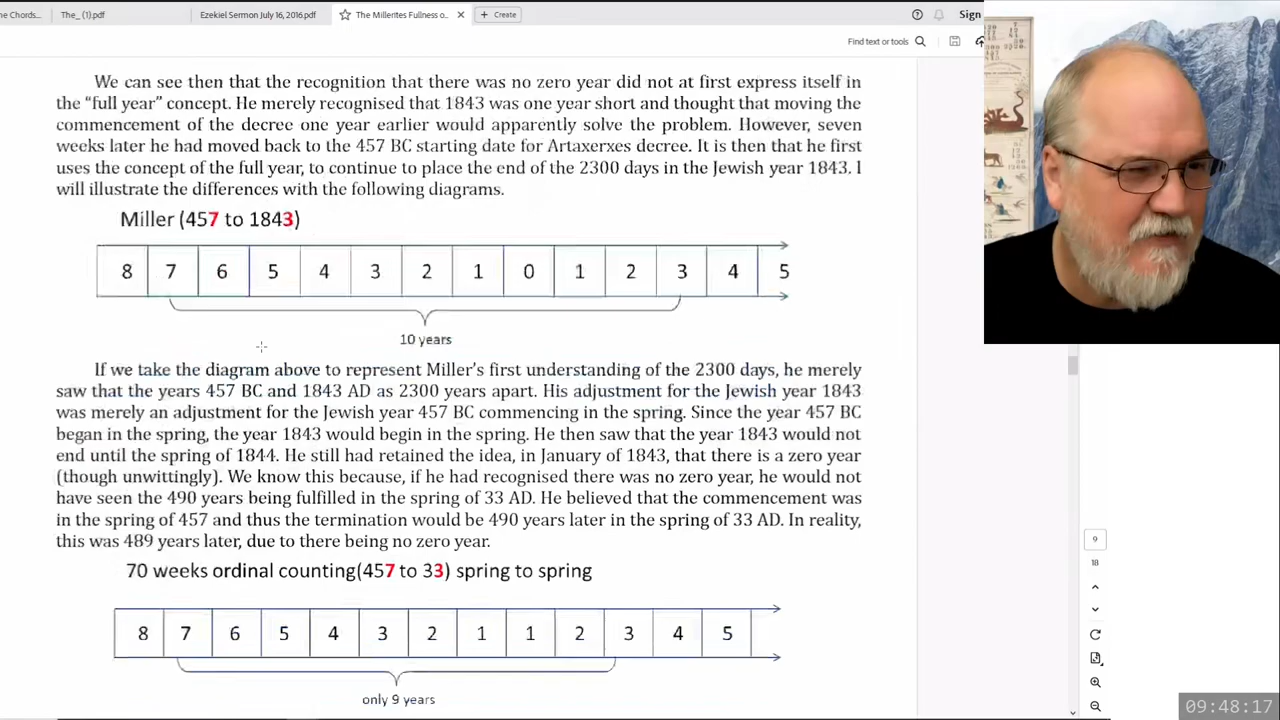 he Chords...
The_ (1).pdf
Ezekiel Sermon July 16, 2016.pdf
The Millerites Fullness o...
Create
Sign
Find text or tools
We can see then that the recognition that there was no zero year did not at first express itself in
the “full year” concept. He merely recognised that 1843 was one year short and thought that moving the
commencement of the decree one year earlier would apparently solve the problem. However, seven
weeks later he had moved back to the 457 BC starting date for Artaxerxes decree. It is then that he first
uses the concept of the full year, to continue to place the end of the 2300 days in the Jewish year 1843. I
will illustrate the differences with the following diagrams.
Miller (457 to 1843)
8 7 6 5 4 3 2 1 0 1 2 3 4 5
10 years
If we take the diagram above to represent Miller’s first understanding of the 2300 days, he merely
saw that the years 457 BC and 1843 AD as 2300 years apart. His adjustment for the Jewish year 1843
was merely an adjustment for the Jewish year 457 BC commencing in the spring. Since the year 457 BC
began in the spring, the year 1843 would begin in the spring. He then saw that the year 1843 would not
end until the spring of 1844. He still had retained the idea, in January of 1843, that there is a zero year
(though unwittingly). We know this because, if he had recognised there was no zero year, he would not
have seen the 490 years being fulfilled in the spring of 33 AD. He believed that the commencement was
in the spring of 457 and thus the termination would be 490 years later in the spring of 33 AD. In reality,
this was 489 years later, due to there being no zero year.
70 weeks ordinal counting(457 to 33) spring to spring
8 7 6 5 4 3 2 1 1 2 3 4 5
only 9 years
9
18
09:48:17